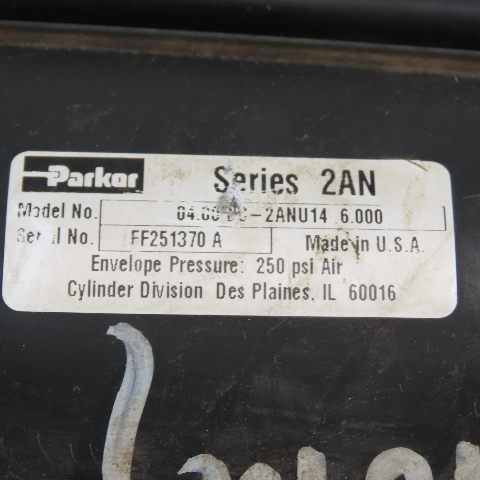 Parker Series 2AN
Model No. -2ANU14 6.000
Serial No. FF251370 A Made in U.S.A.
Envelope Pressure: 250 psi Air
Cylinder Division Des Plaines, IL 60016